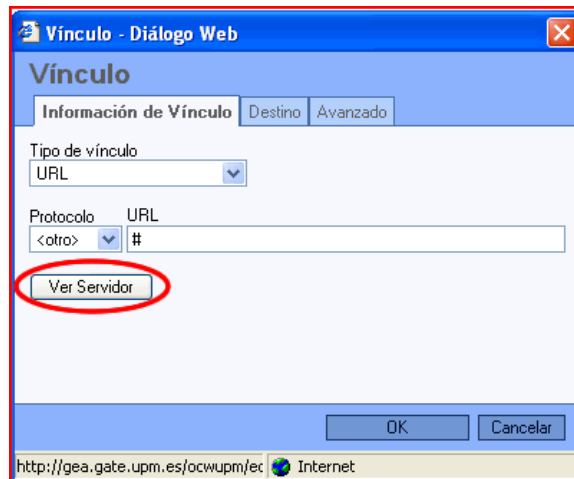 Vínculo - Diálogo Web
Vínculo
Información de Vínculo Destino Avanzado
Tipo de vínculo
URL
Protocolo URL
<otro> #
Ver Servidor
OK Cancelar
http://gea.gate.upm.es/ocwupm/ec Internet